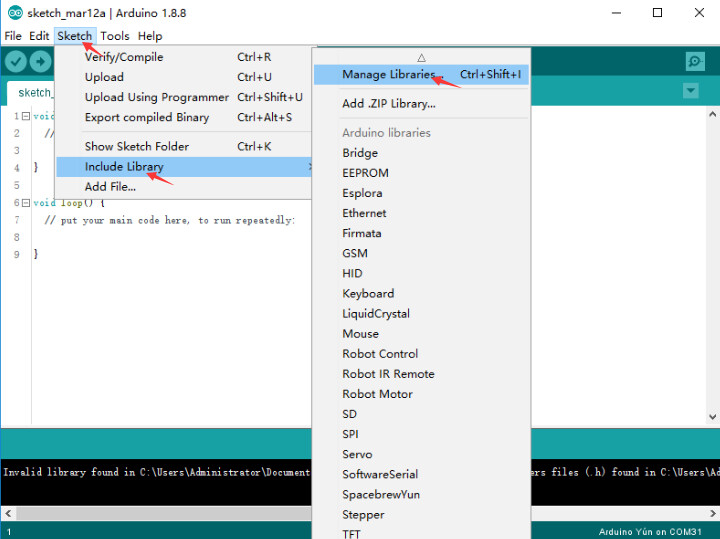 sketch_mar12a | Arduino 1.8.8
File Edit Sketch Tools Help
Verify/Compile Ctrl+R
Upload Ctrl+U
Upload Using Programmer Ctrl+Shift+U
Export compiled Binary Ctrl+Alt+S
Show Sketch Folder Ctrl+K
Include Library
Add File...
Manage Libraries... Ctrl+Shift+I
Add .ZIP Library...
Arduino libraries
Bridge
EEPROM
Esplora
Ethernet
Firmata
GSM
HID
Keyboard
LiquidCrystal
Mouse
Robot Control
Robot IR Remote
Robot Motor
SD
SPI
Servo
SoftwareSerial
SpacebrewYun
Stepper
TFT
sketch_
1 voi
2 //
3
4 }
5
6 void loop() {
7 // put your main code here, to run repeatedly:
8
9 }
Invalid library found in C:\Users\Administrator\Document
ers files (.h) found in C:\Users\Ad
1
Arduino Yún on COM31